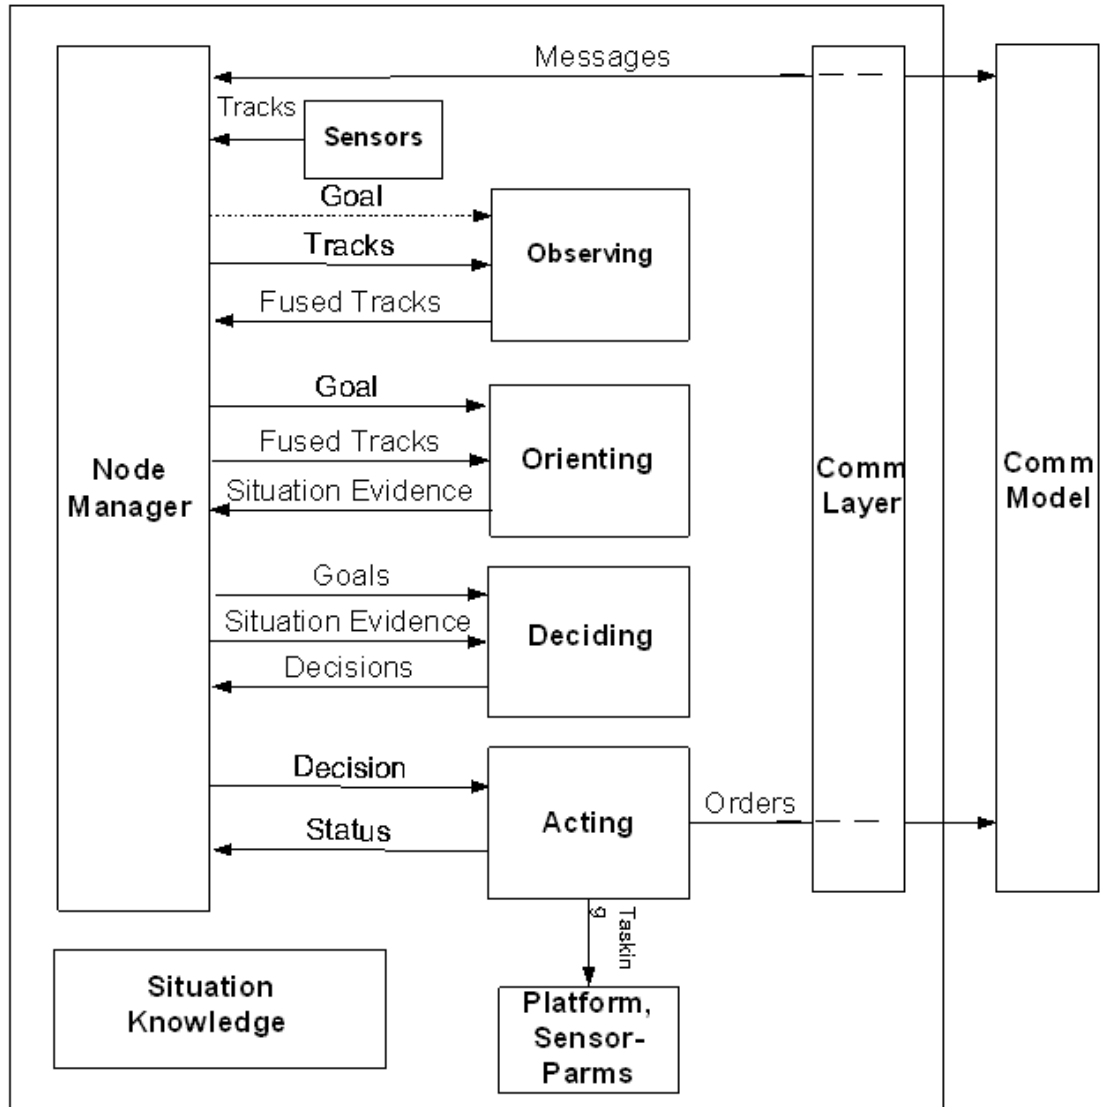 Messages
Tracks
Sensors
Goal
Tracks
Observing
Fused Tracks
Goal
Fused Tracks
Orienting
Situation Evidence
Node
Manager
Comm
Layer
Comm
Model
Goals
Situation Evidence
Deciding
Decisions
Decision
Acting
Orders
Status
Taskin
g
Situation
Knowledge
Platform,
Sensor-
Parms